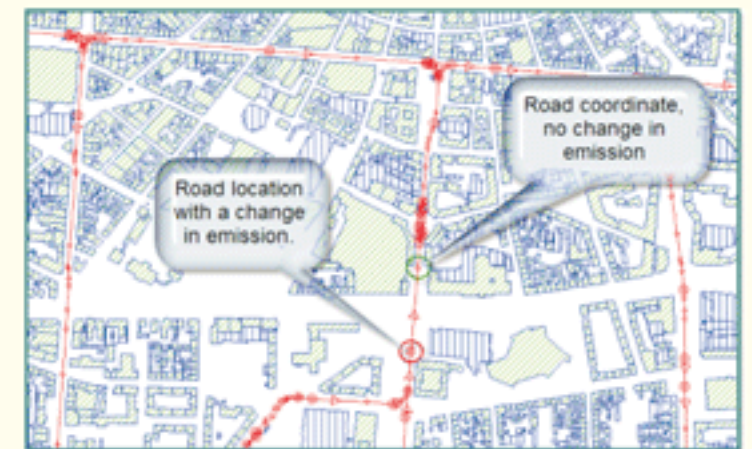 Road coordinate,
no change in
emission
Road location
with a change
in emission.